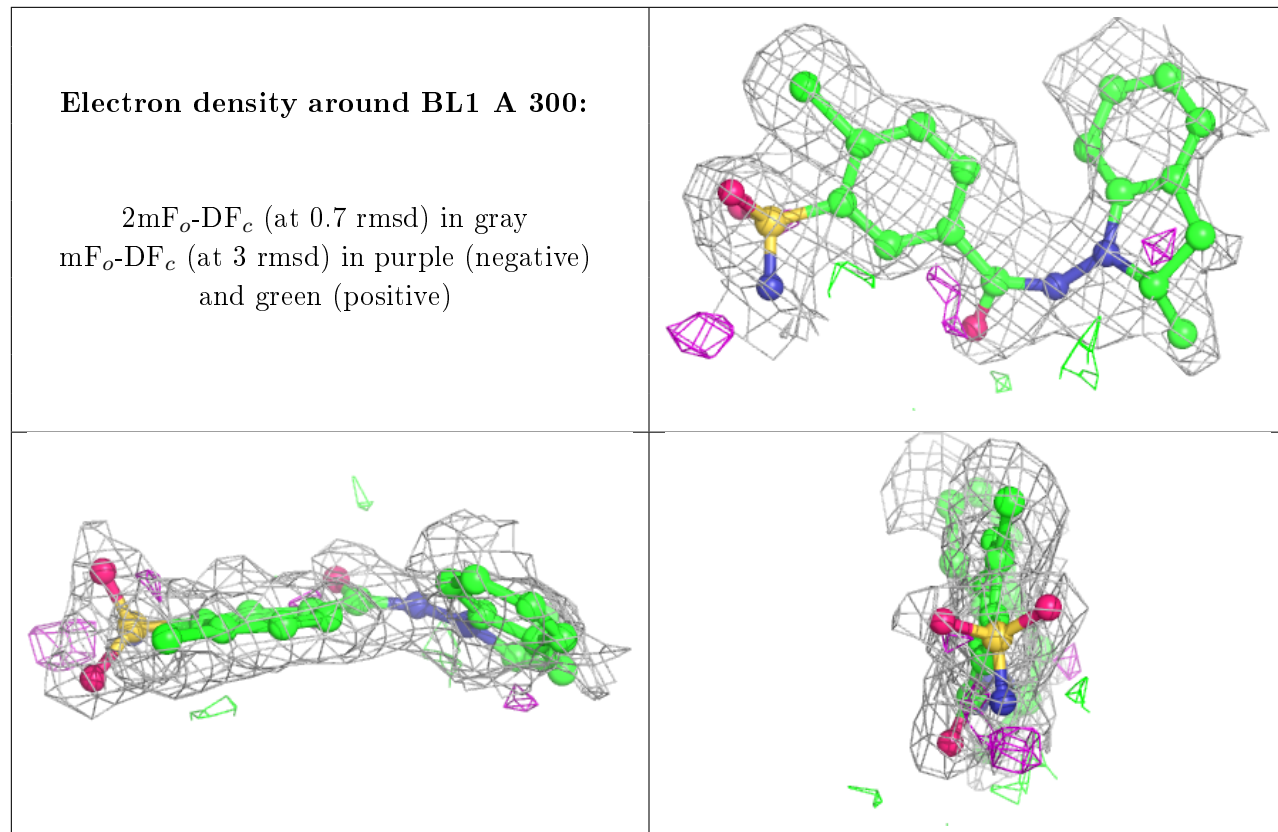 Electron density around BL1 A 300:
2mFo-DFc (at 0.7 rmsd) in gray
mFo-DFc (at 3 rmsd) in purple (negative)
and green (positive)